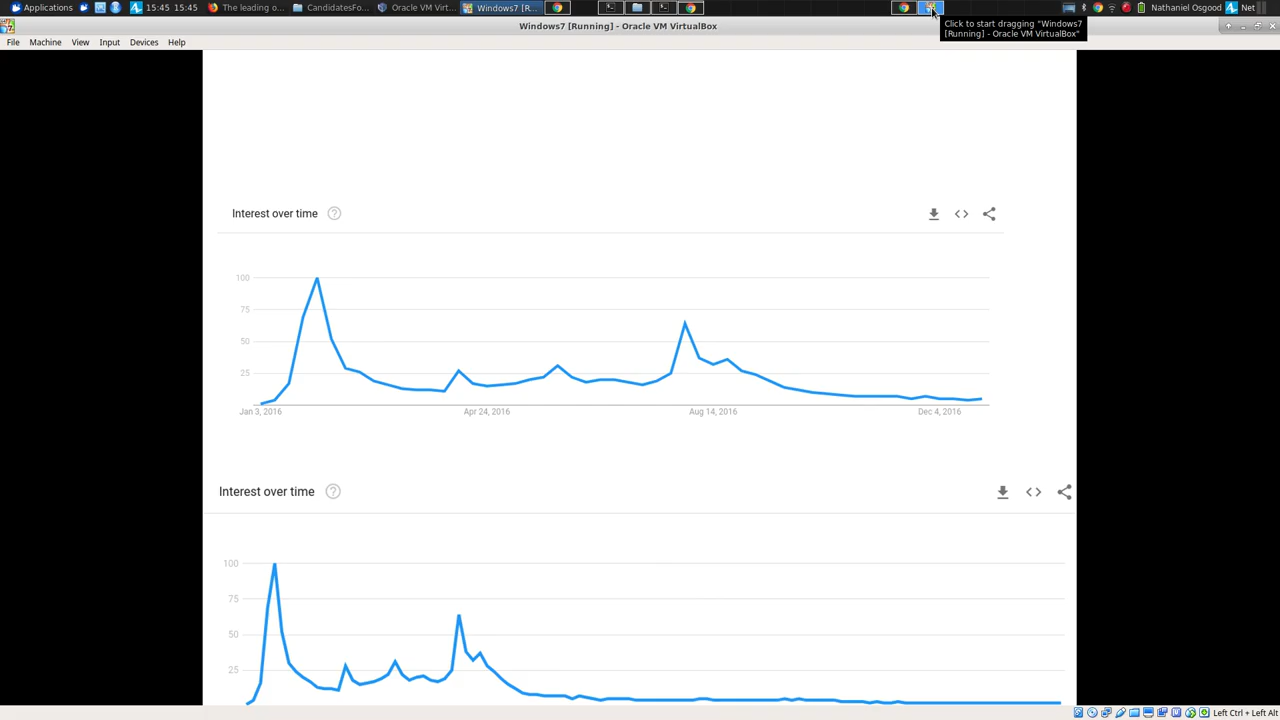 Applications
15:45 15:45
The leading o...
CandidatesFo...
Oracle VM Virt...
Windows7 [R...
Nathaniel Osgood
Net
Click to start dragging "Windows7
[Running] - Oracle VM VirtualBox"
Windows7 [Running] - Oracle VM VirtualBox
File Machine View Input Devices Help
Interest over time ?
100
75
50
25
Jan 3, 2016 Apr 24, 2016 Aug 14, 2016 Dec 4, 2016
Interest over time ?
100
75
50
25
Left Ctrl + Left Alt